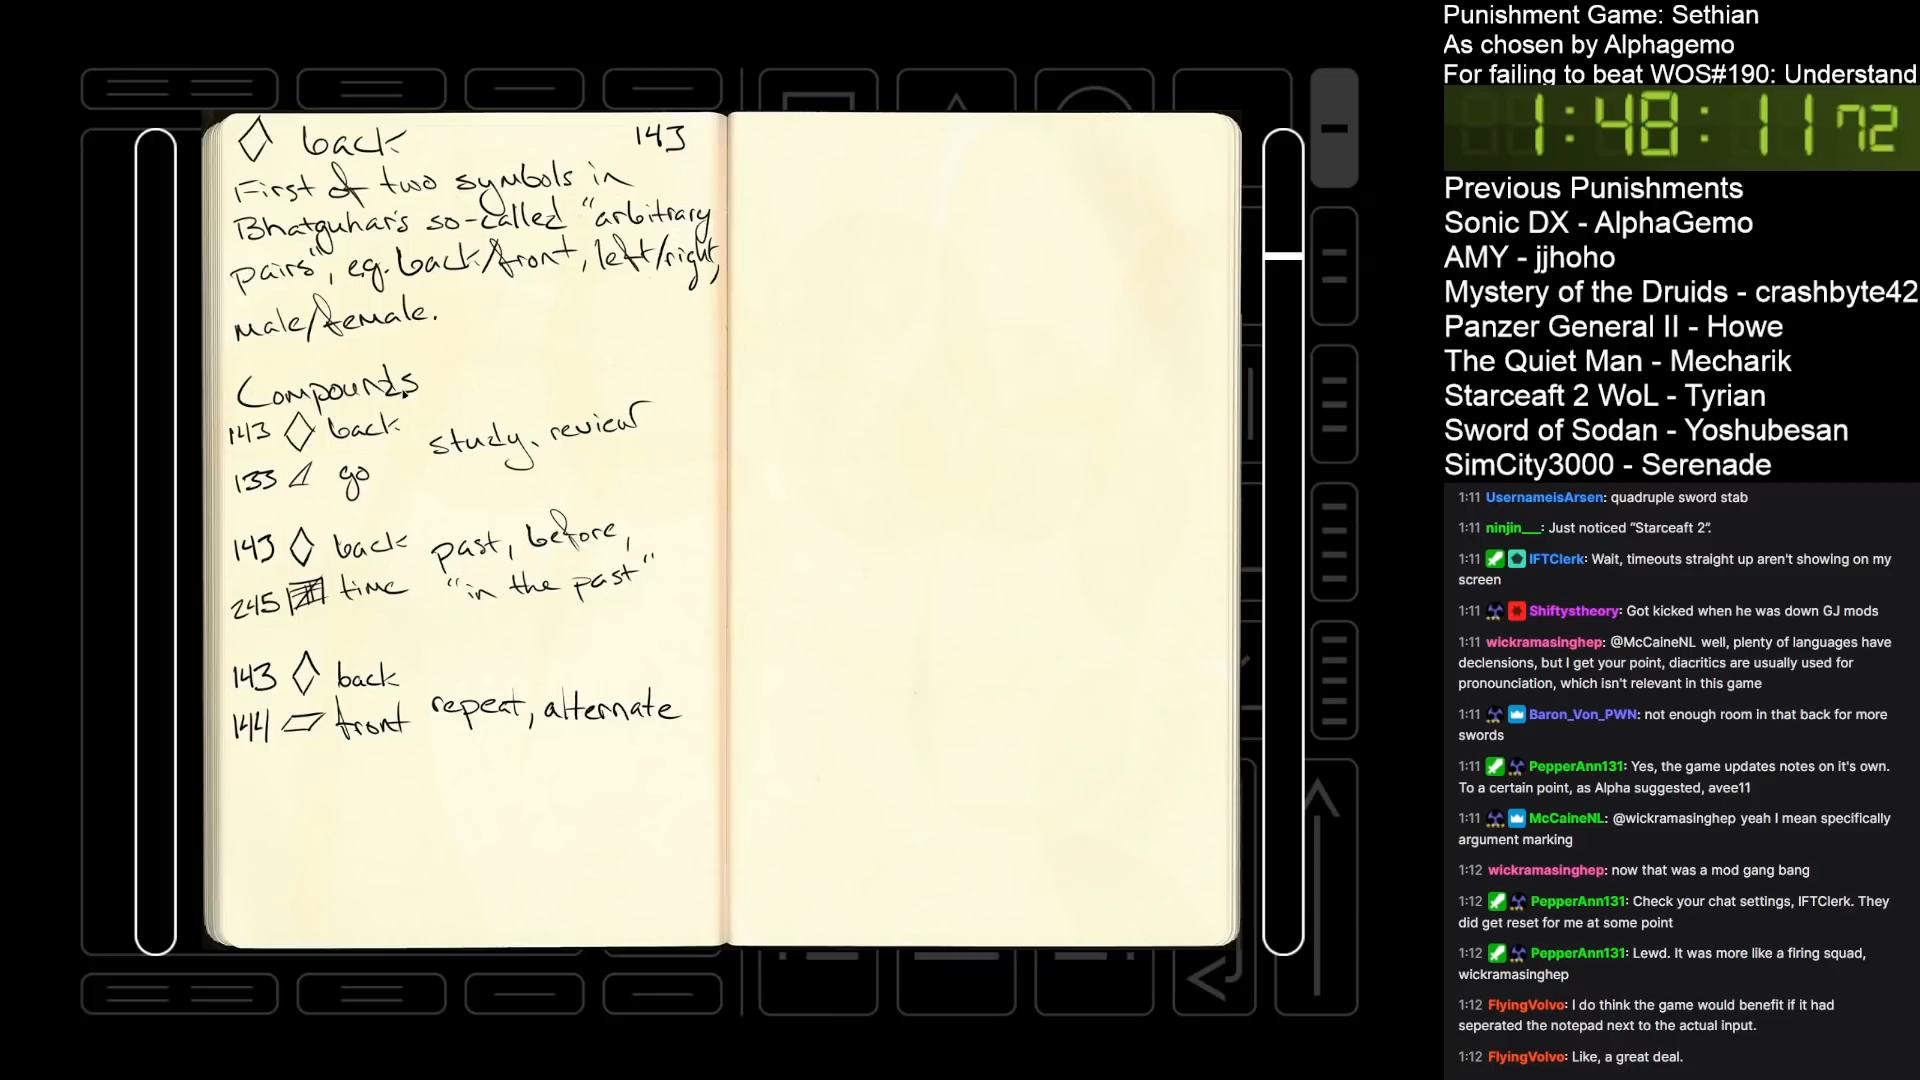 back 143
First of two symbols in
Bhatguhar's so-called "arbitrary
pairs", eg. back/front, left/right,
male/female.
Compounds
143 back study, review
133 go
143 back past, before,
245 time "in the past"
143 back
144 front repeat, alternate
Punishment Game: Sethian
As chosen by Alphagemo
For failing to beat WOS#190: Understand
1:48:11 72
Previous Punishments
Sonic DX - AlphaGemo
AMY - jjhoho
Mystery of the Druids - crashbyte42
Panzer General II - Howe
The Quiet Man - Mecharik
Starceaft 2 WoL - Tyrian
Sword of Sodan - Yoshubesan
SimCity3000 - Serenade
1:11 UsernameisArsen: quadruple sword stab
1:11 ninjin___: Just noticed “Starceaft 2”.
1:11 IFTClerk: Wait, timeouts straight up aren't showing on my
screen
1:11 Shiftystheory: Got kicked when he was down GJ mods
1:11 wickramasinghep: @McCaineNL well, plenty of languages have
declensions, but I get your point, diacritics are usually used for
pronounciation, which isn't relevant in this game
1:11 Baron_Von_PWN: not enough room in that back for more
swords
1:11 PepperAnn131: Yes, the game updates notes on it's own.
To a certain point, as Alpha suggested, avee11
1:11 McCaineNL: @wickramasinghep yeah I mean specifically
argument marking
1:12 wickramasinghep: now that was a mod gang bang
1:12 PepperAnn131: Check your chat settings, IFTClerk. They
did get reset for me at some point
1:12 PepperAnn131: Lewd. It was more like a firing squad,
wickramasinghep
1:12 FlyingVolvo: I do think the game would benefit if it had
seperated the notepad next to the actual input.
1:12 FlyingVolvo: Like, a great deal.